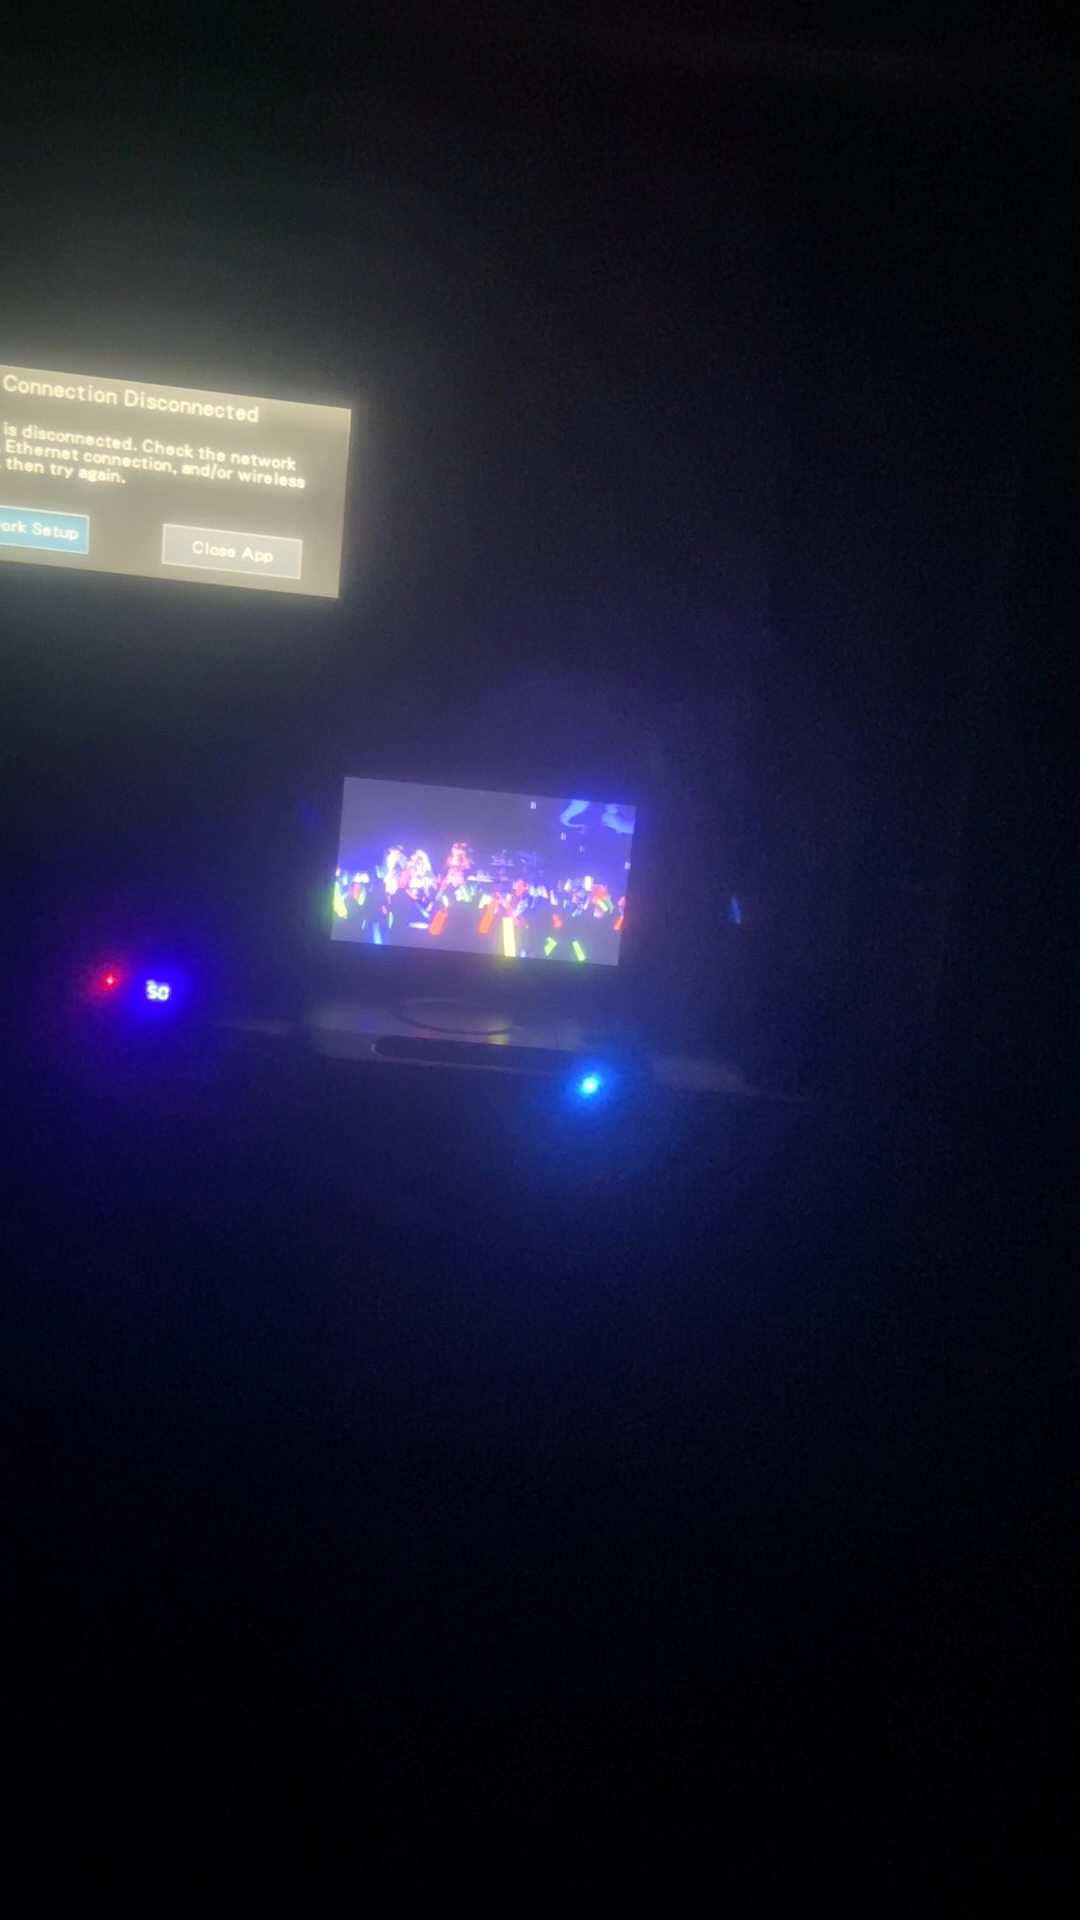 Connection Disconnected
is disconnected. Check the network
Ethernet connection, and/or wireless
then try again.
ork Setup
Close App
50